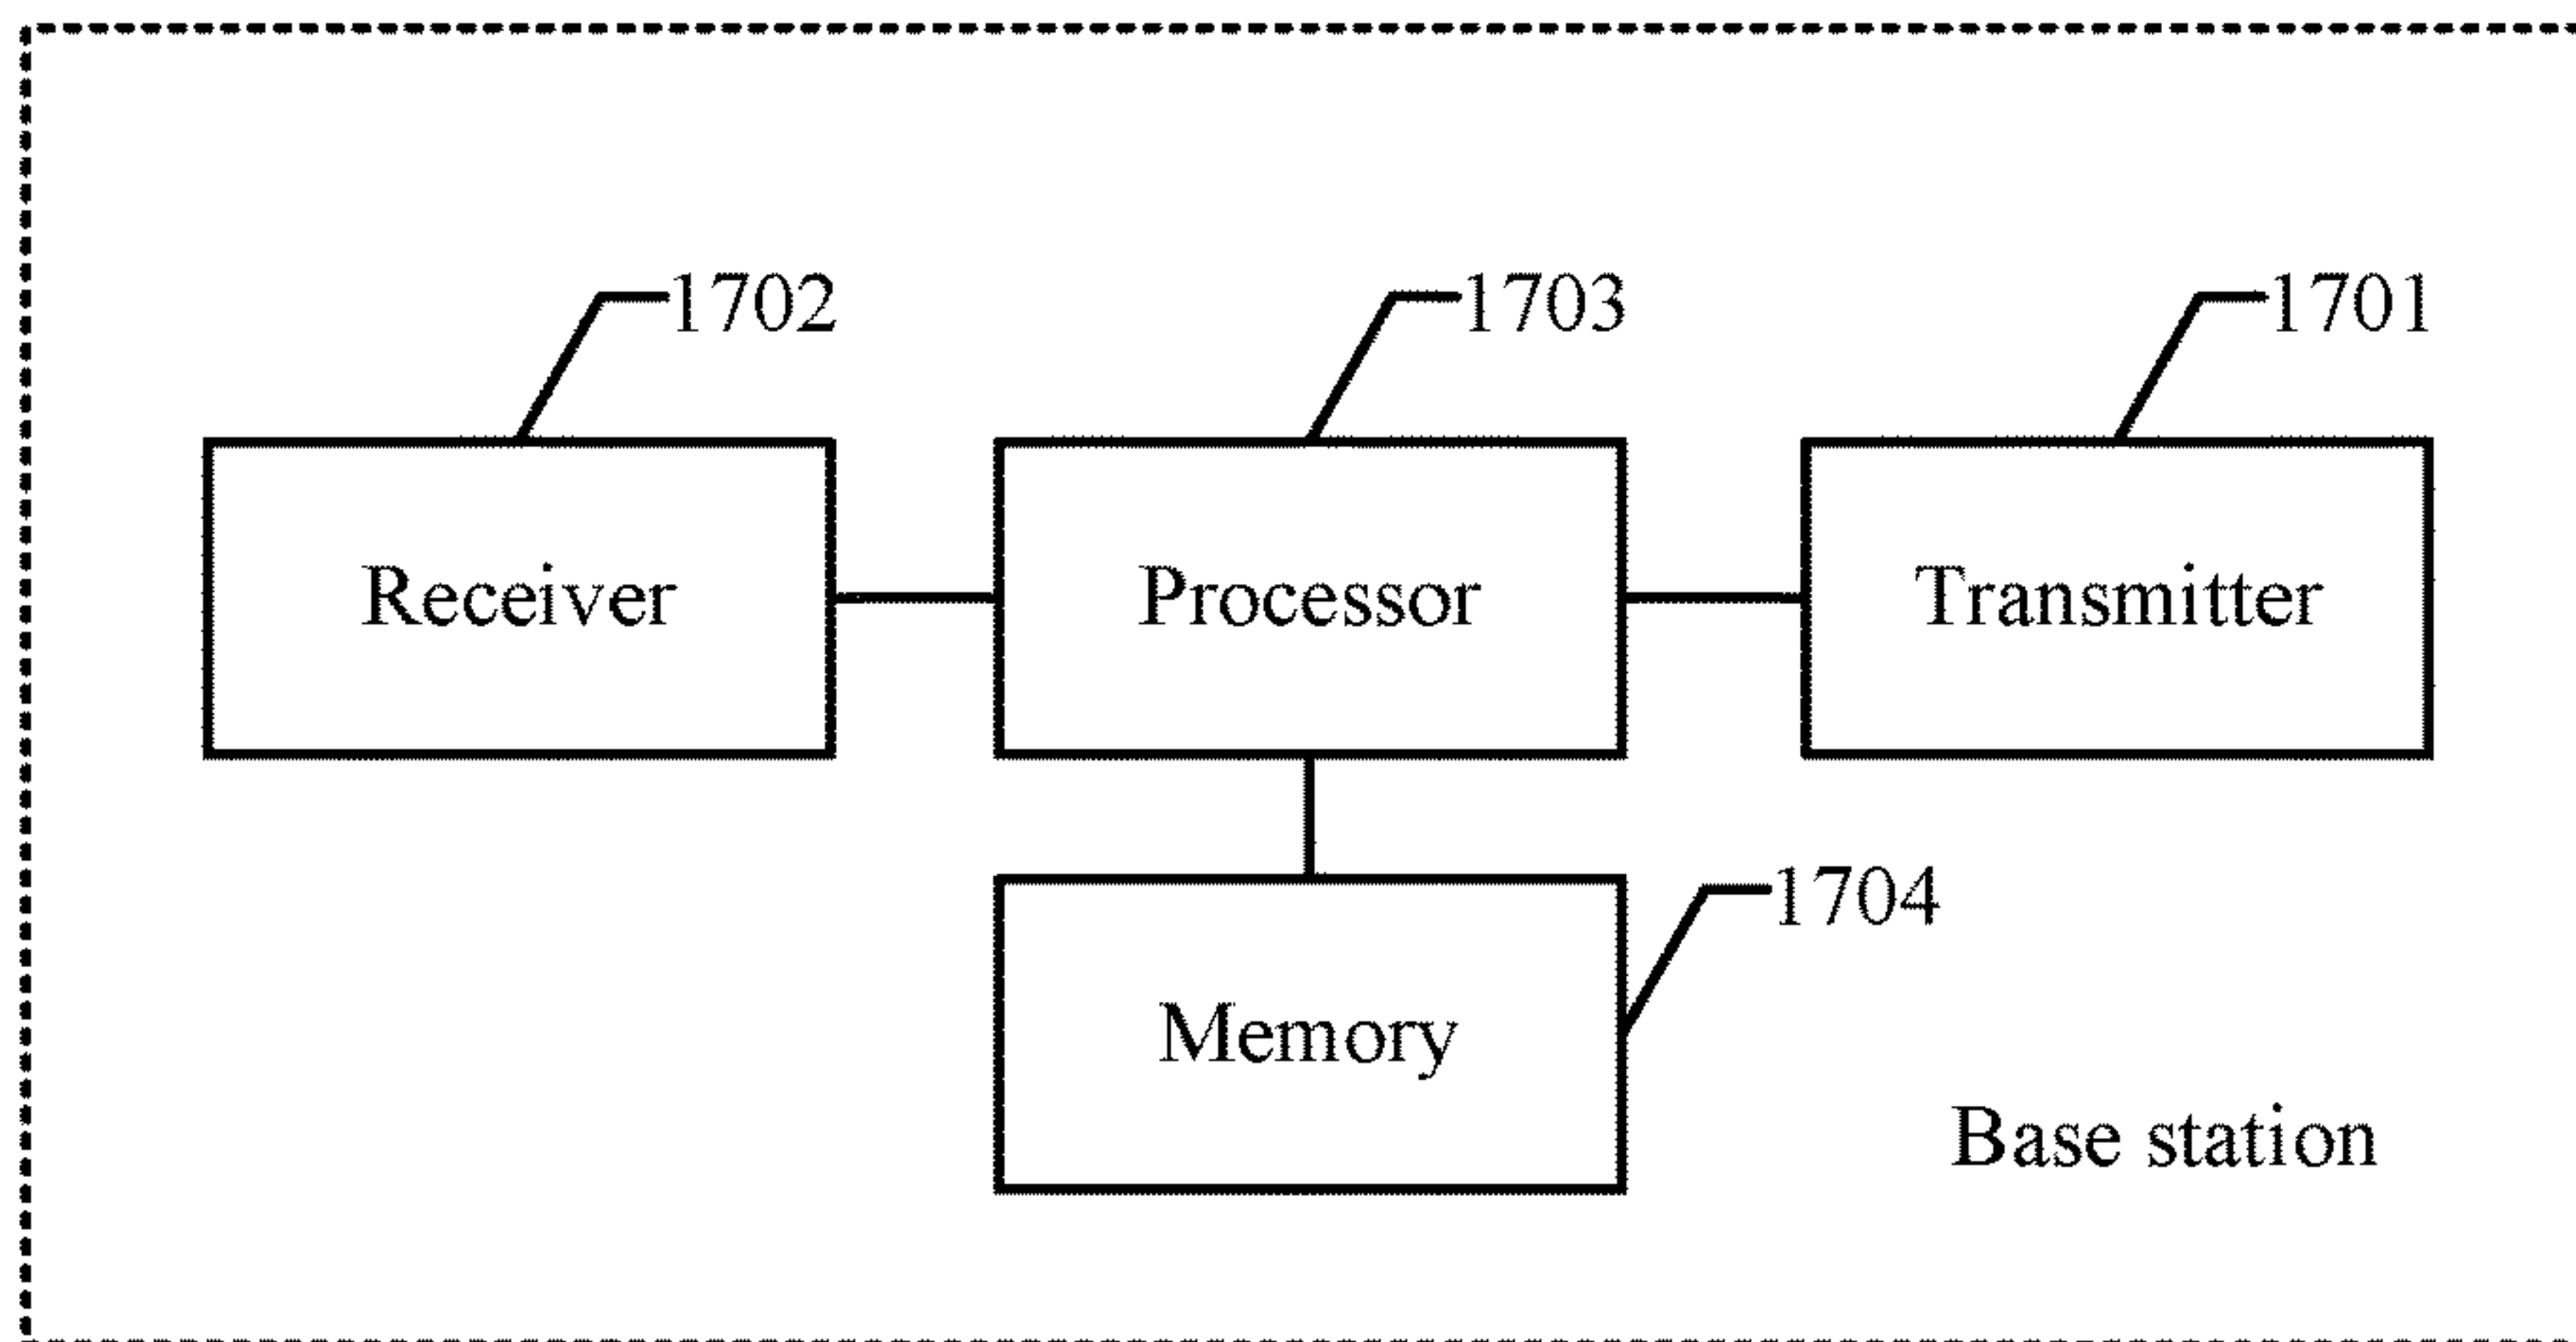 1702
1703
1701
Receiver
Processor
Transmitter
1704
Memory
Base station